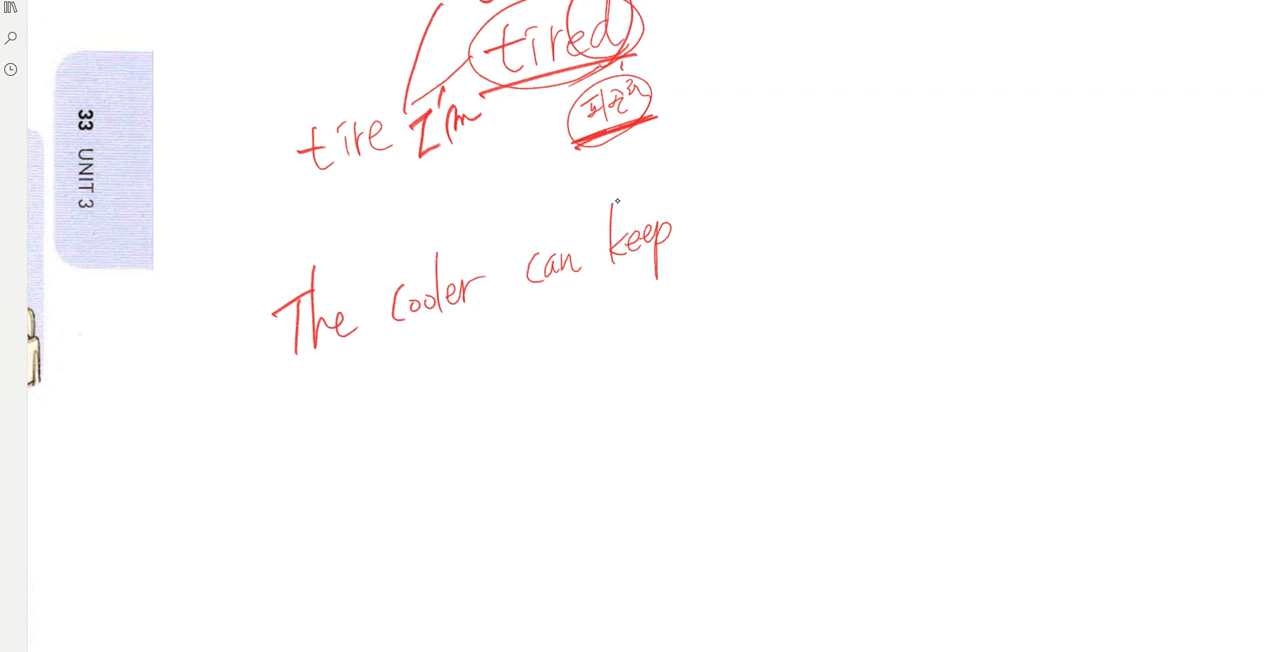 tired
피곤한
tire I'm
The cooler can keep
33 UNIT 3